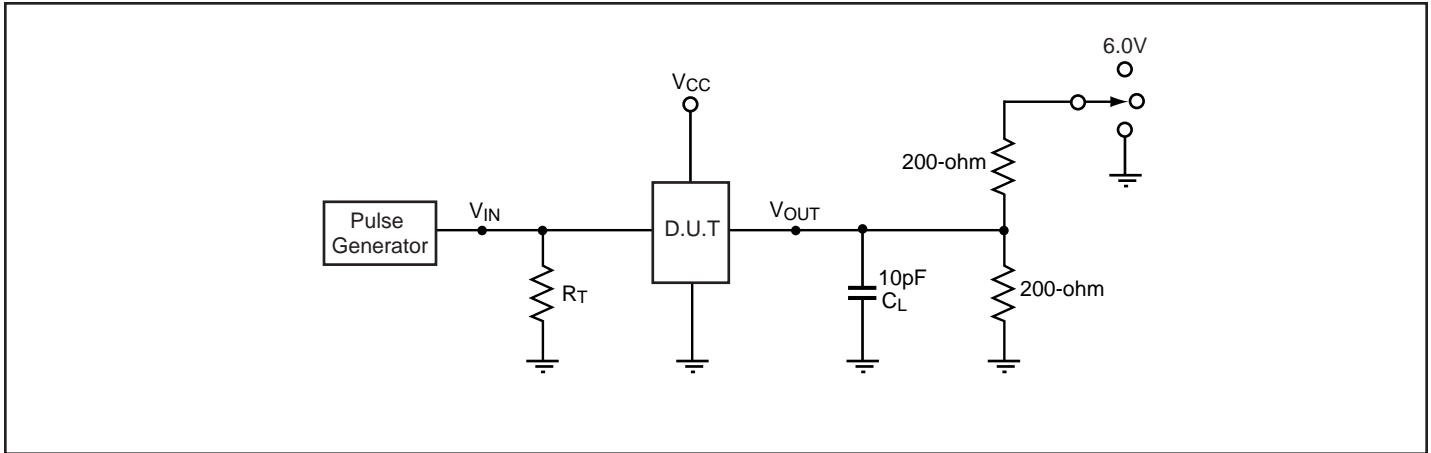 6.0V
VCC
200-ohm
Pulse
Generator
VIN
D.U.T
VOUT
RT
10pF
CL
200-ohm